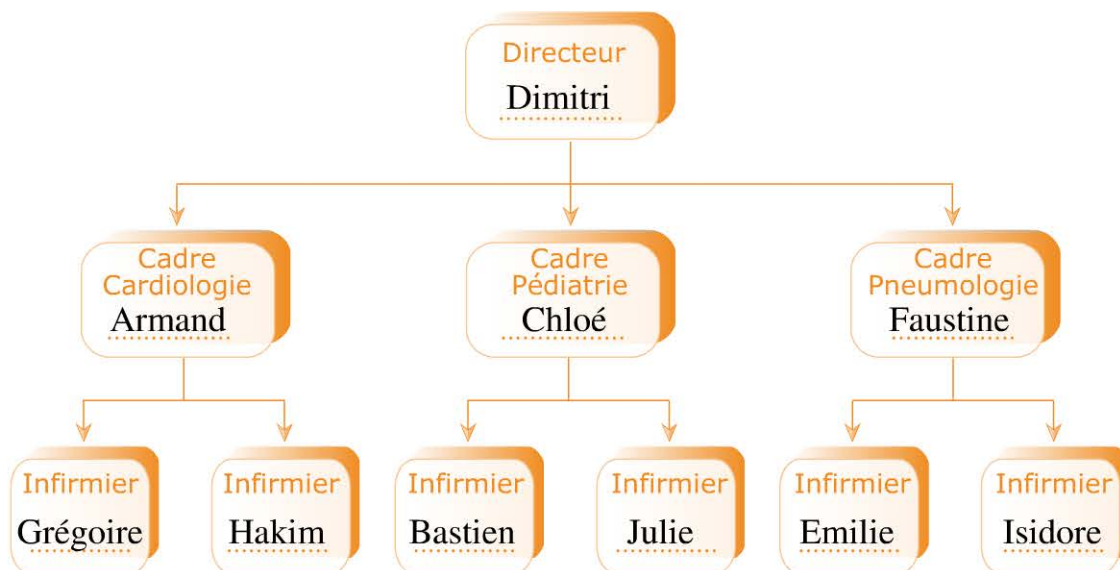 Directeur
Dimitri
Cadre
Cardiologie
Armand
Cadre
Pédiatrie
Chloé
Cadre
Pneumologie
Faustine
Infirmier
Grégoire
Infirmier
Hakim
Infirmier
Bastien
Infirmier
Julie
Infirmier
Emilie
Infirmier
Isidore